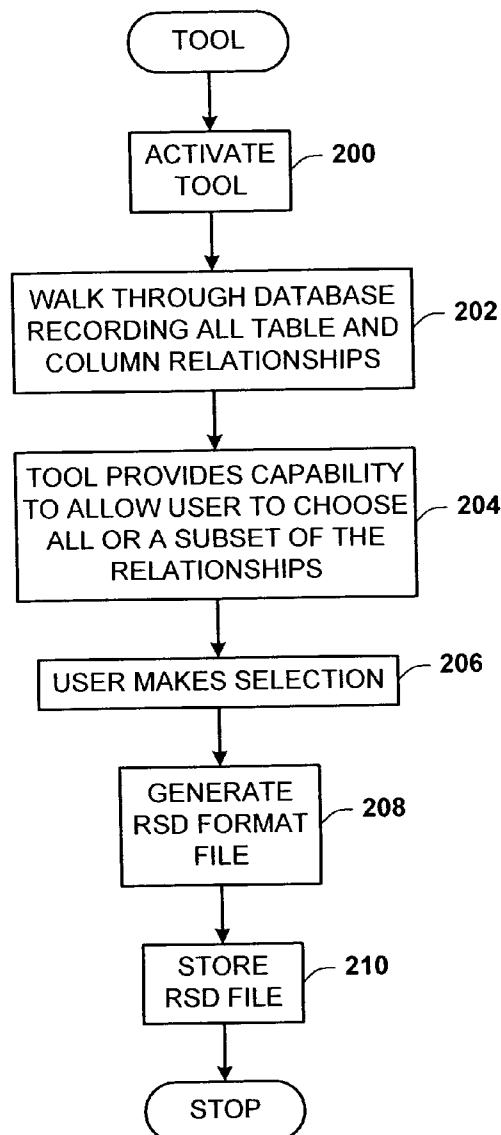 TOOL
ACTIVATE
TOOL
200
WALK THROUGH DATABASE
RECORDING ALL TABLE AND
COLUMN RELATIONSHIPS
202
TOOL PROVIDES CAPABILITY
TO ALLOW USER TO CHOOSE
ALL OR A SUBSET OF THE
RELATIONSHIPS
204
USER MAKES SELECTION
206
GENERATE
RSD FORMAT
FILE
208
STORE
RSD FILE
210
STOP